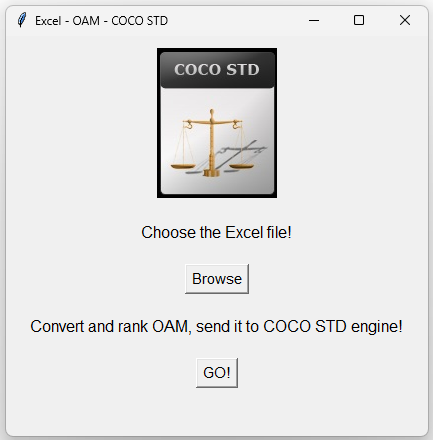 Excel - OAM - COCO STD
COCO STD
Choose the Excel file!
Browse
Convert and rank OAM, send it to COCO STD engine!
GO!